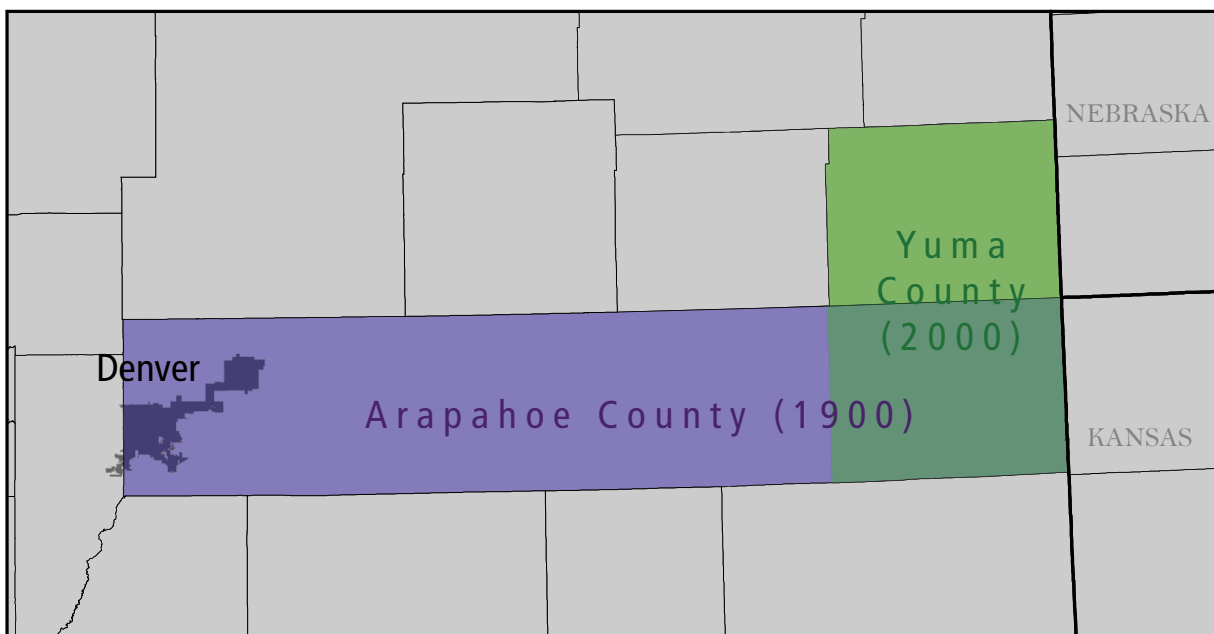 NEBRASKA
Yuma
County
(2000)
Denver
Arapahoe County (1900)
KANSAS